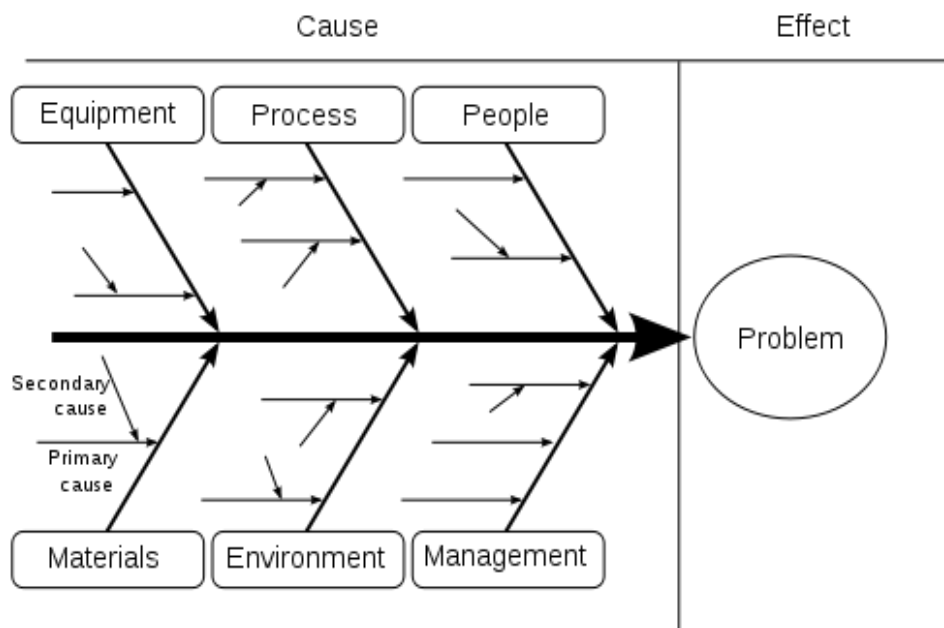 Cause
Effect
Equipment
Process
People
Problem
Secondary
cause
Primary
cause
Materials
Environment
Management